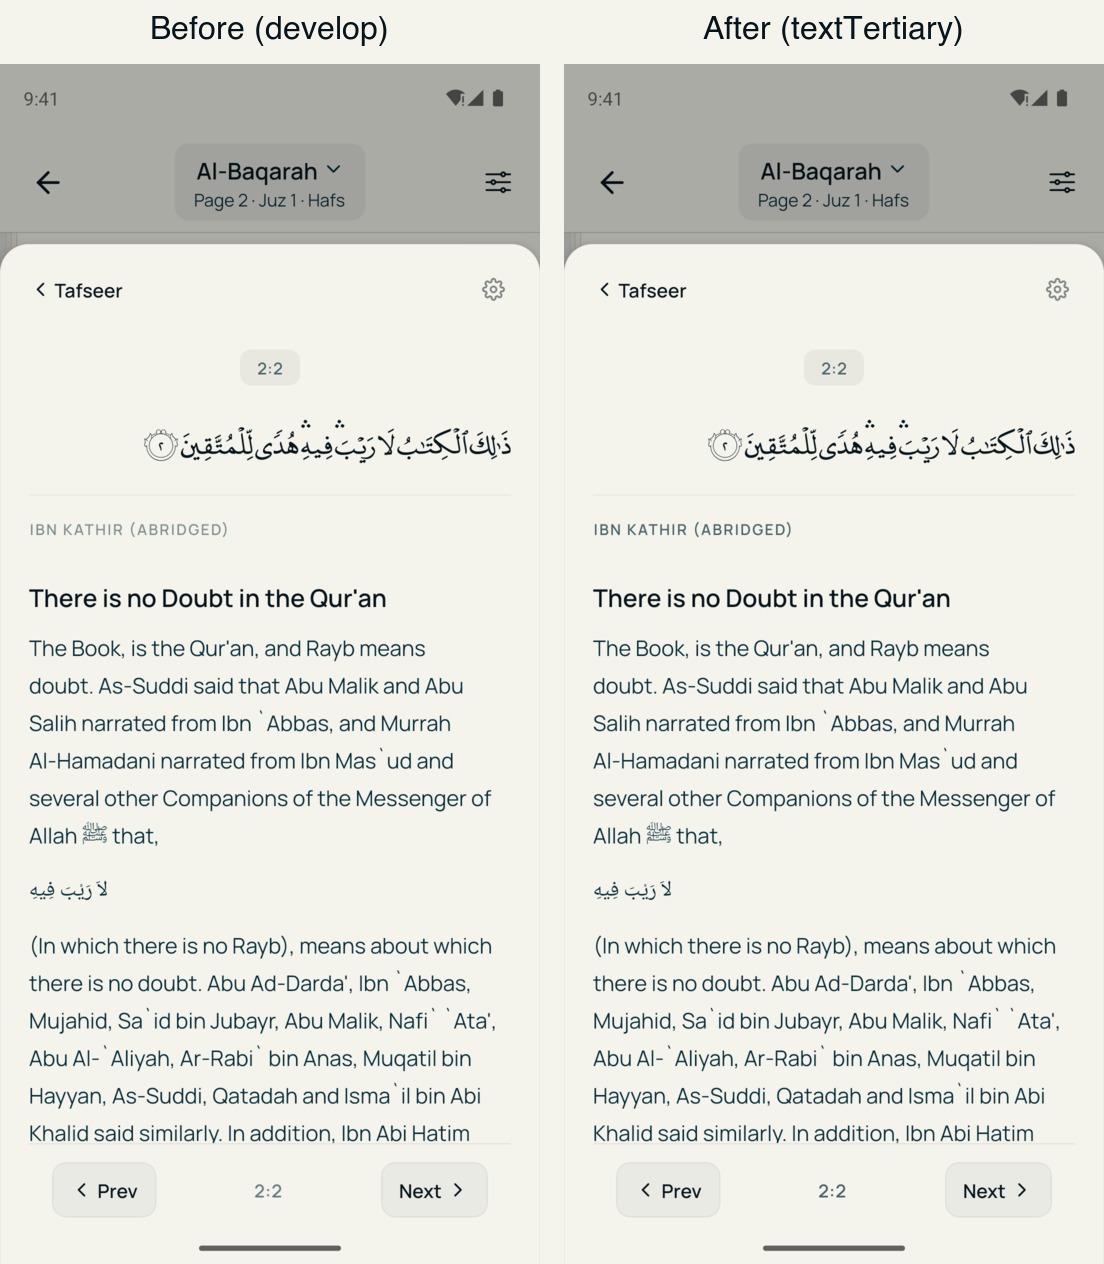 Before (develop)
9:41
Al-Baqarah
Page 2 · Juz 1 · Hafs
Tafseer
2:2
ذَٰلِكَ ٱلْكِتَـٰبُ لَا رَيْبَ ۛ فِيهِ ۛ هُدًى لِّلْمُتَّقِينَ ٢
IBN KATHIR (ABRIDGED)
There is no Doubt in the Qur'an
The Book, is the Qur'an, and Rayb means
doubt. As-Suddi said that Abu Malik and Abu
Salih narrated from Ibn `Abbas, and Murrah
Al-Hamadani narrated from Ibn Mas`ud and
several other Companions of the Messenger of
Allah ﷺ that,
لاَ رَيْبَ فِيهِ
(In which there is no Rayb), means about which
there is no doubt. Abu Ad-Darda', Ibn `Abbas,
Mujahid, Sa`id bin Jubayr, Abu Malik, Nafi` `Ata',
Abu Al-`Aliyah, Ar-Rabi` bin Anas, Muqatil bin
Hayyan, As-Suddi, Qatadah and Isma`il bin Abi
Khalid said similarly. In addition, Ibn Abi Hatim
Prev
2:2
Next
After (textTertiary)
9:41
Al-Baqarah
Page 2 · Juz 1 · Hafs
Tafseer
2:2
ذَٰلِكَ ٱلْكِتَـٰبُ لَا رَيْبَ ۛ فِيهِ ۛ هُدًى لِّلْمُتَّقِينَ ٢
IBN KATHIR (ABRIDGED)
There is no Doubt in the Qur'an
The Book, is the Qur'an, and Rayb means
doubt. As-Suddi said that Abu Malik and Abu
Salih narrated from Ibn `Abbas, and Murrah
Al-Hamadani narrated from Ibn Mas`ud and
several other Companions of the Messenger of
Allah ﷺ that,
لاَ رَيْبَ فِيهِ
(In which there is no Rayb), means about which
there is no doubt. Abu Ad-Darda', Ibn `Abbas,
Mujahid, Sa`id bin Jubayr, Abu Malik, Nafi` `Ata',
Abu Al-`Aliyah, Ar-Rabi` bin Anas, Muqatil bin
Hayyan, As-Suddi, Qatadah and Isma`il bin Abi
Khalid said similarly. In addition, Ibn Abi Hatim
Prev
2:2
Next